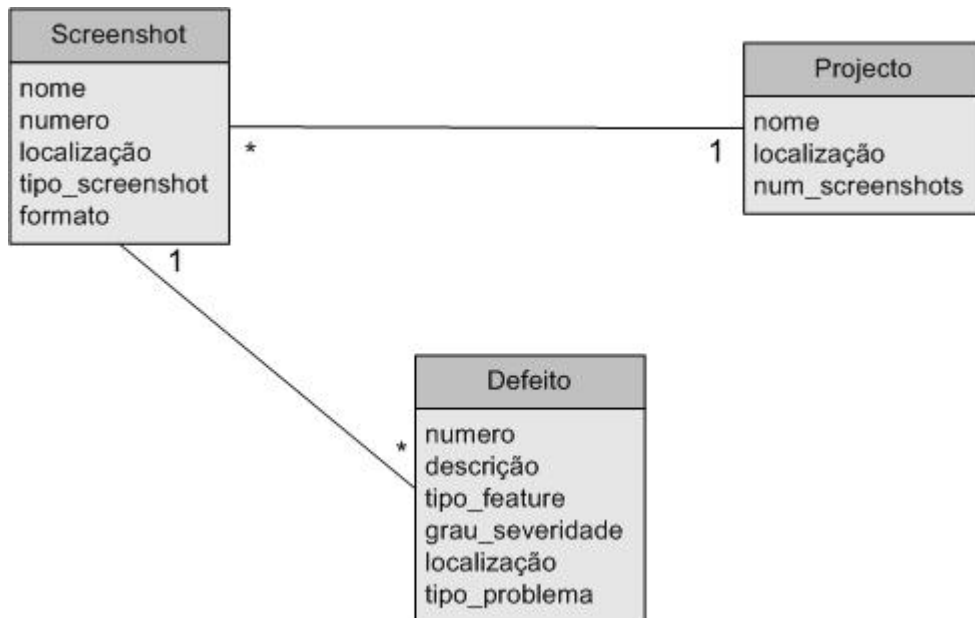 Screenshot
nome
numero
localização
tipo_screenshot
formato
*
1
1
Projecto
nome
localização
num_screenshots
*
Defeito
numero
descrição
tipo_feature
grau_severidade
localização
tipo_problema